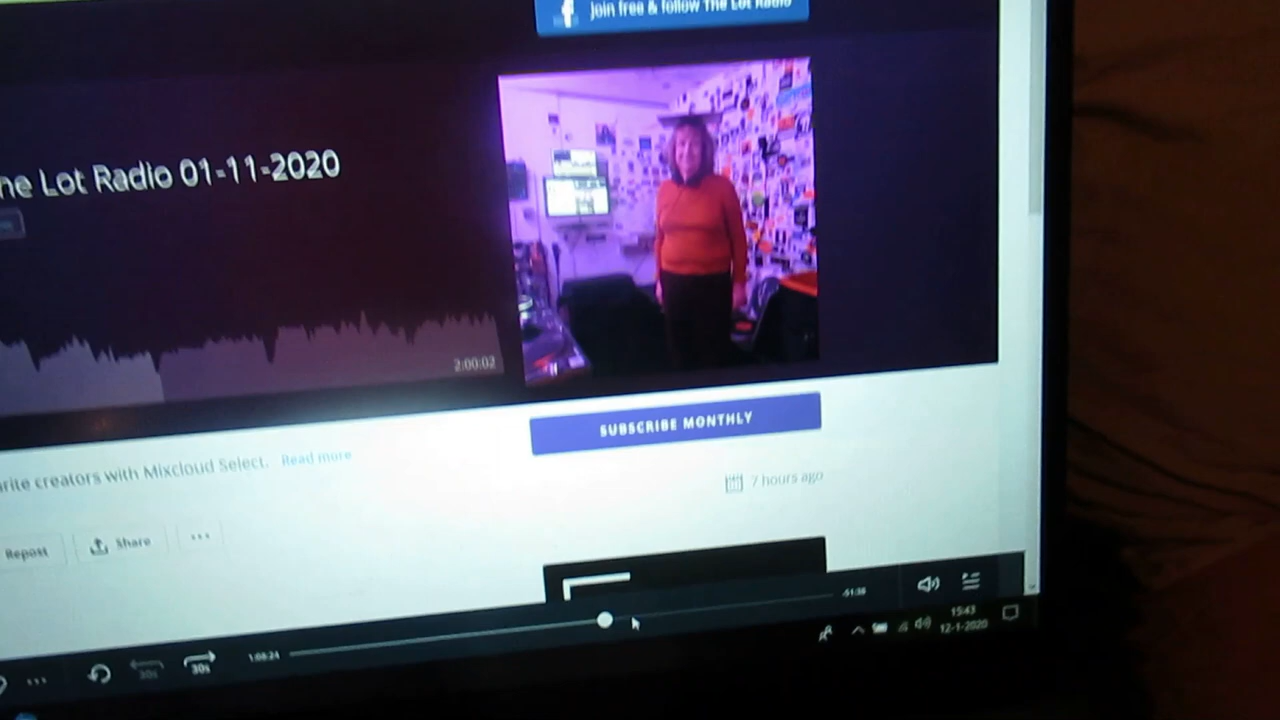 Join free & follow The Lot Radio
he Lot Radio 01-11-2020
2:00:02
SUBSCRIBE MONTHLY
rite creators with Mixcloud Select. Read more
7 hours ago
Repost
Share
...
-51:38
1:08:24
30s
30s
15:43
12-1-2020